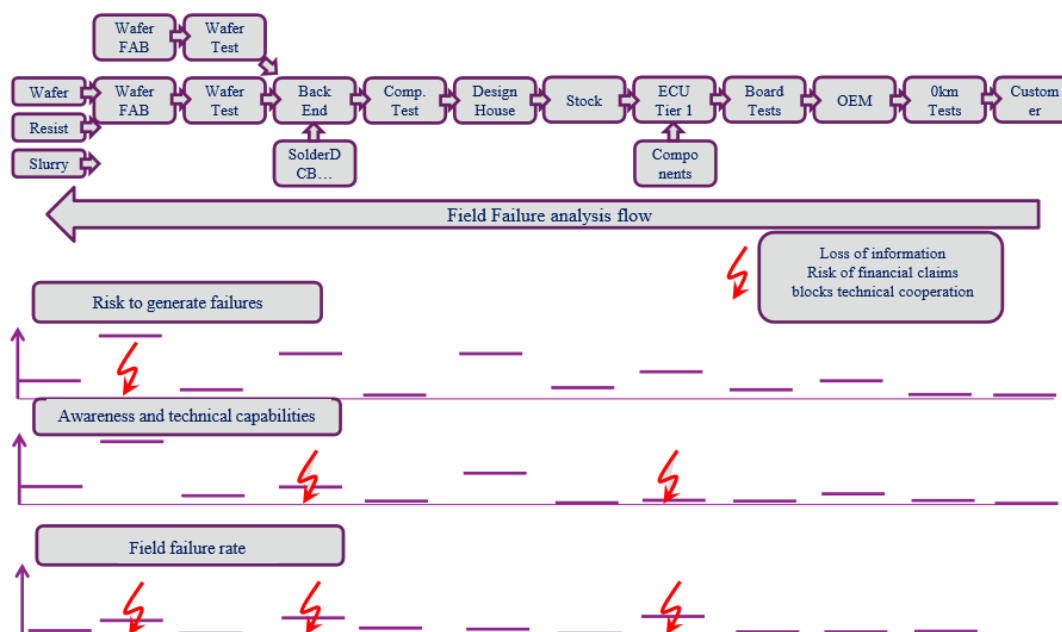 Wafer
FAB
Wafer
Test
Wafer
Wafer
FAB
Wafer
Test
Back
End
Comp.
Test
Design
House
Stock
ECU
Tier 1
Board
Tests
OEM
0km
Tests
Custom
er
Resist
Slurry
SolderD
CB…
Compo
nents
Field Failure analysis flow
Loss of information
Risk of financial claims
blocks technical cooperation
Risk to generate failures
Awareness and technical capabilities
Field failure rate